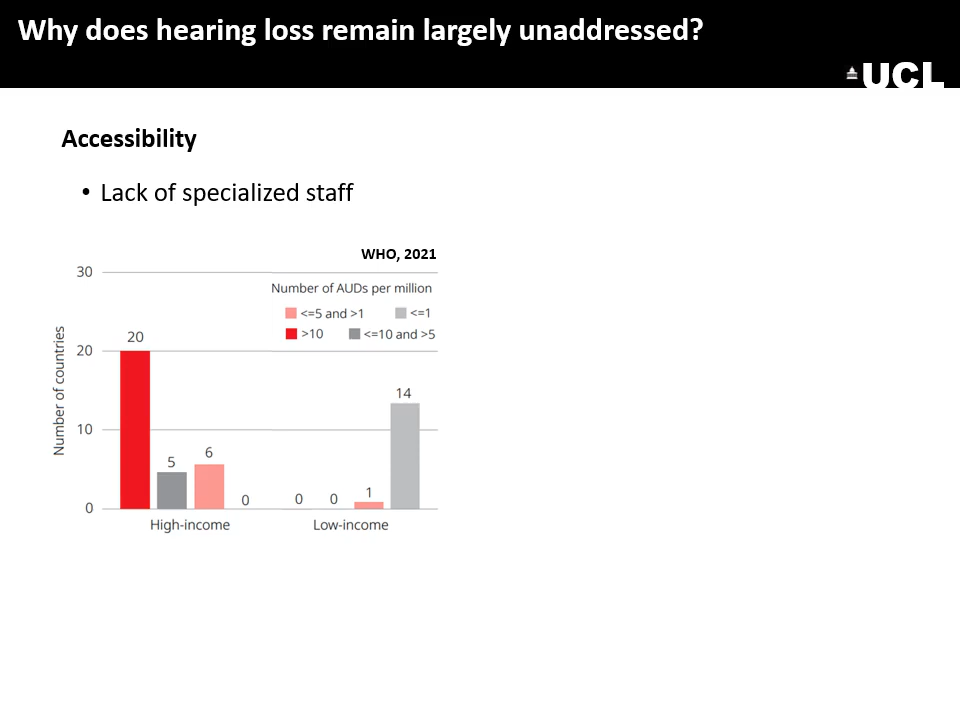 Why does hearing loss remain largely unaddressed?
UCL
Accessibility
• Lack of specialized staff
WHO, 2021
Number of AUDs per million
<=5 and >1 <=1
>10 <=10 and >5
Number of countries
30
20
10
0
20
5
6
0
0
0
1
14
High-income Low-income